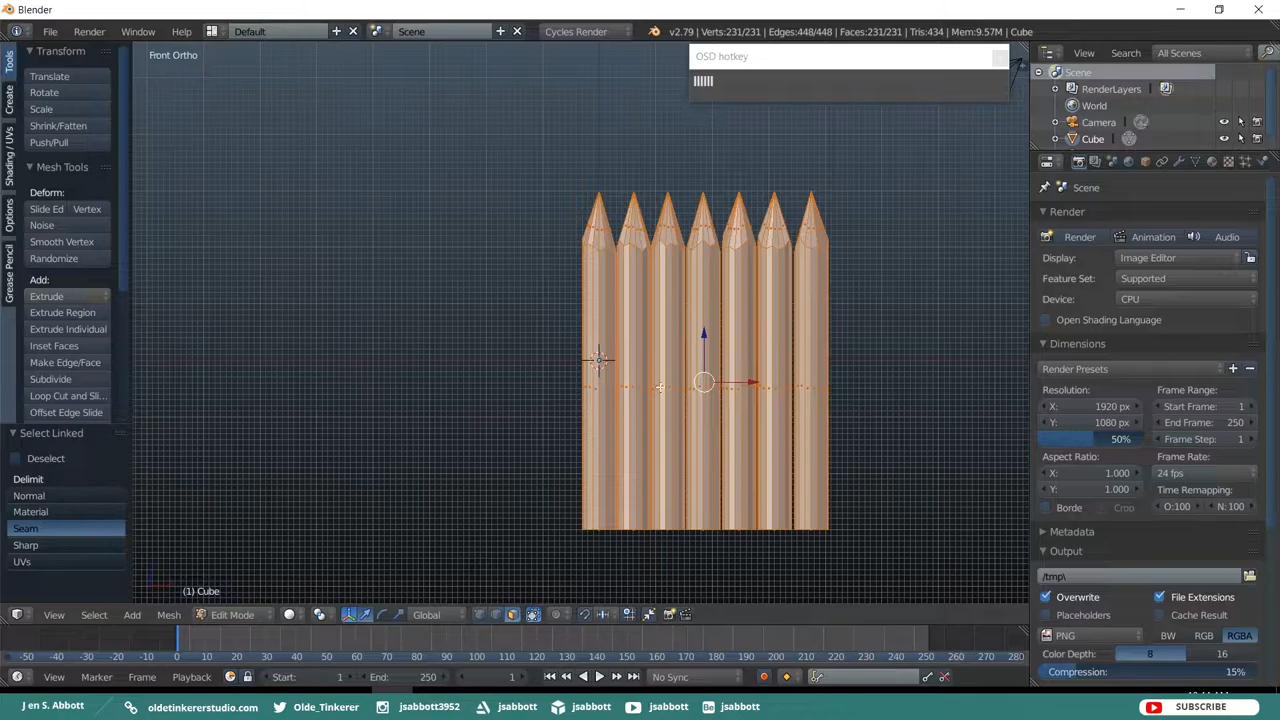 Blender
File Render Window Help Default Scene Cycles Render v2.79 | Verts:231/231 | Edges:448/448 | Faces:231/231 | Tris:434 | Mem:9.57M | Cube
Tools
Create
Shading / UVs
Options
Grease Pencil
Transform
Translate
Rotate
Scale
Shrink/Fatten
Push/Pull
Mesh Tools
Deform:
Slide Ed Vertex
Noise
Smooth Vertex
Randomize
Add:
Extrude
Extrude Region
Extrude Individual
Inset Faces
Make Edge/Face
Subdivide
Loop Cut and Sli...
Offset Edge Slide
Select Linked
Deselect
Delimit
Normal
Material
Seam
Sharp
UVs
Front Ortho
OSD hotkey
(1) Cube
View Search All Scenes
Scene
RenderLayers
World
Camera
Cube
Scene
Render
Render Animation Audio
Display: Image Editor
Feature Set: Supported
Device: CPU
Open Shading Language
Dimensions
Render Presets
Resolution: Frame Range:
X: 1920 px Start Frame: 1
Y: 1080 px End Frame: 250
50% Frame Step: 1
Aspect Ratio: Frame Rate:
X: 1.000 24 fps
Y: 1.000 Time Remapping:
Borde Crop O:100 N: 100
Metadata
Output
/tmp\
Overwrite File Extensions
Placeholders Cache Result
PNG BW RGB RGBA
Color Depth: 8 16
Compression: 15%
View Select Add Mesh Edit Mode Global
-50 -40 -30 -20 -10 0 10 20 30 40 50 60 70 80 90 100 110 120 130 140 150 160 170 180 190 200 210 220 230 240 250 260 270 280
View Marker Frame Playback Start: 1 End: 250 1 No Sync
J en S. Abbott oldetinkererstudio.com Olde_Tinkerer jsabbott3952 jsabbott jsabbott jsabbott jsabbott SUBSCRIBE